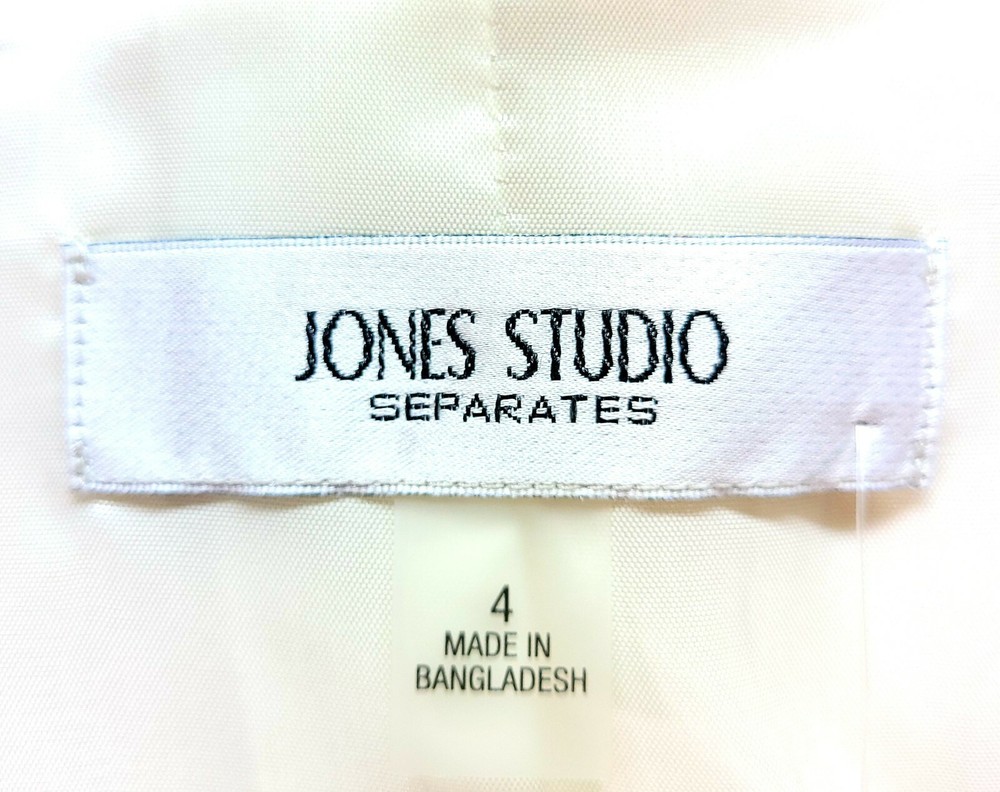 JONES STUDIO
SEPARATES
4
MADE IN
BANGLADESH